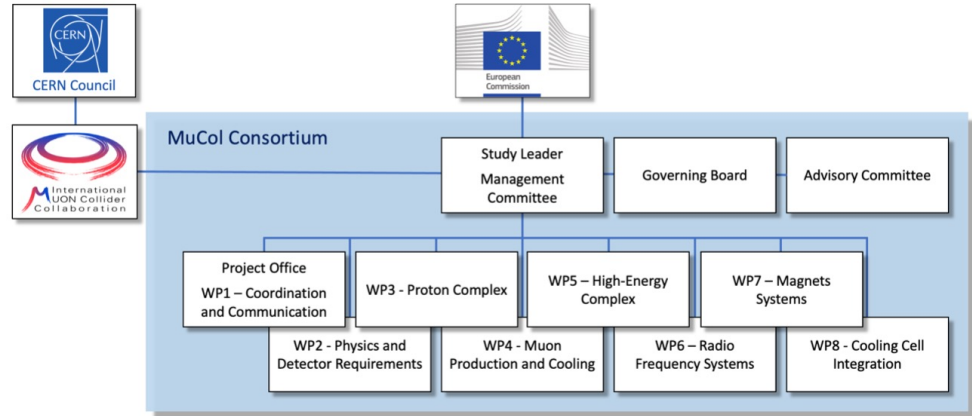 CERN
CERN Council
European
Commission
International
MUON Collider
Collaboration
MuCol Consortium
Study Leader
Management
Committee
Governing Board
Advisory Committee
Project Office
WP1 – Coordination
and Communication
WP3 - Proton Complex
WP5 – High-Energy
Complex
WP7 – Magnets
Systems
WP2 - Physics and
Detector Requirements
WP4 - Muon
Production and Cooling
WP6 – Radio
Frequency Systems
WP8 - Cooling Cell
Integration